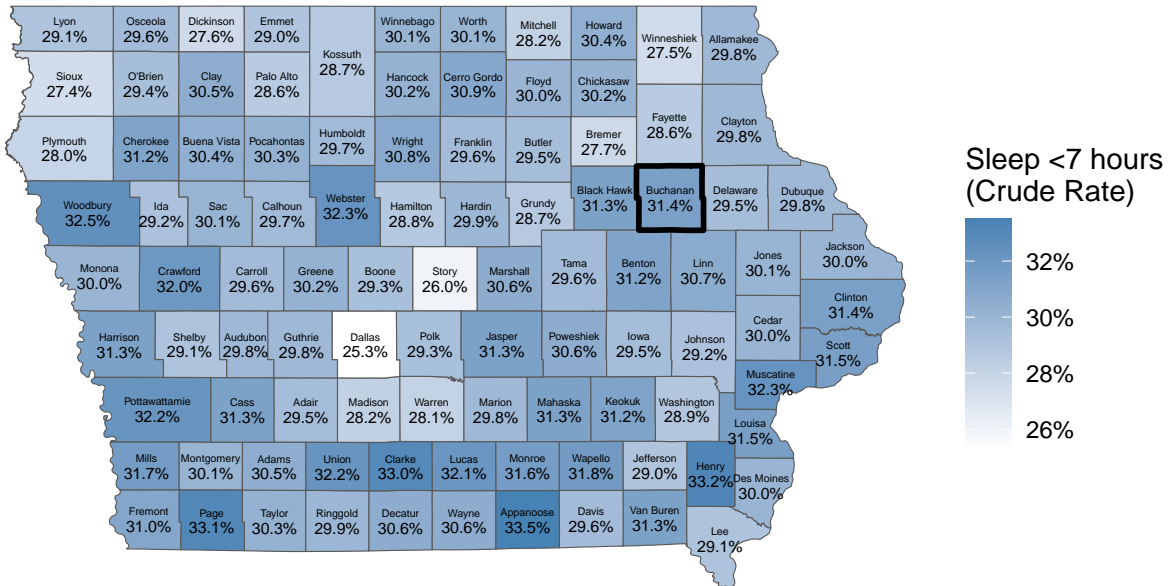 Lyon
29.1%
Osceola
29.6%
Dickinson
27.6%
Emmet
29.0%
Kossuth
28.7%
Winnebago
30.1%
Worth
30.1%
Mitchell
28.2%
Howard
30.4%
Winneshiek
27.5%
Allamakee
29.8%
Sioux
27.4%
O'Brien
29.4%
Clay
30.5%
Palo Alto
28.6%
Hancock
30.2%
Cerro Gordo
30.9%
Floyd
30.0%
Chickasaw
30.2%
Fayette
28.6%
Clayton
29.8%
Plymouth
28.0%
Cherokee
31.2%
Buena Vista
30.4%
Pocahontas
30.3%
Humboldt
29.7%
Wright
30.8%
Franklin
29.6%
Butler
29.5%
Bremer
27.7%
Woodbury
32.5%
Ida
29.2%
Sac
30.1%
Calhoun
29.7%
Webster
32.3%
Hamilton
28.8%
Hardin
29.9%
Grundy
28.7%
Black Hawk
31.3%
Buchanan
31.4%
Delaware
29.5%
Dubuque
29.8%
Monona
30.0%
Crawford
32.0%
Carroll
29.6%
Greene
30.2%
Boone
29.3%
Story
26.0%
Marshall
30.6%
Tama
29.6%
Benton
31.2%
Linn
30.7%
Jones
30.1%
Jackson
30.0%
Clinton
31.4%
Harrison
31.3%
Shelby
29.1%
Audubon
29.8%
Guthrie
29.8%
Dallas
25.3%
Polk
29.3%
Jasper
31.3%
Poweshiek
30.6%
Iowa
29.5%
Johnson
29.2%
Cedar
30.0%
Scott
31.5%
Muscatine
32.3%
Pottawattamie
32.2%
Cass
31.3%
Adair
29.5%
Madison
28.2%
Warren
28.1%
Marion
29.8%
Mahaska
31.3%
Keokuk
31.2%
Washington
28.9%
Louisa
31.5%
Mills
31.7%
Montgomery
30.1%
Adams
30.5%
Union
32.2%
Clarke
33.0%
Lucas
32.1%
Monroe
31.6%
Wapello
31.8%
Jefferson
29.0%
Henry
33.2%
Des Moines
30.0%
Fremont
31.0%
Page
33.1%
Taylor
30.3%
Ringgold
29.9%
Decatur
30.6%
Wayne
30.6%
Appanoose
33.5%
Davis
29.6%
Van Buren
31.3%
Lee
29.1%
Sleep <7 hours
(Crude Rate)
32%
30%
28%
26%